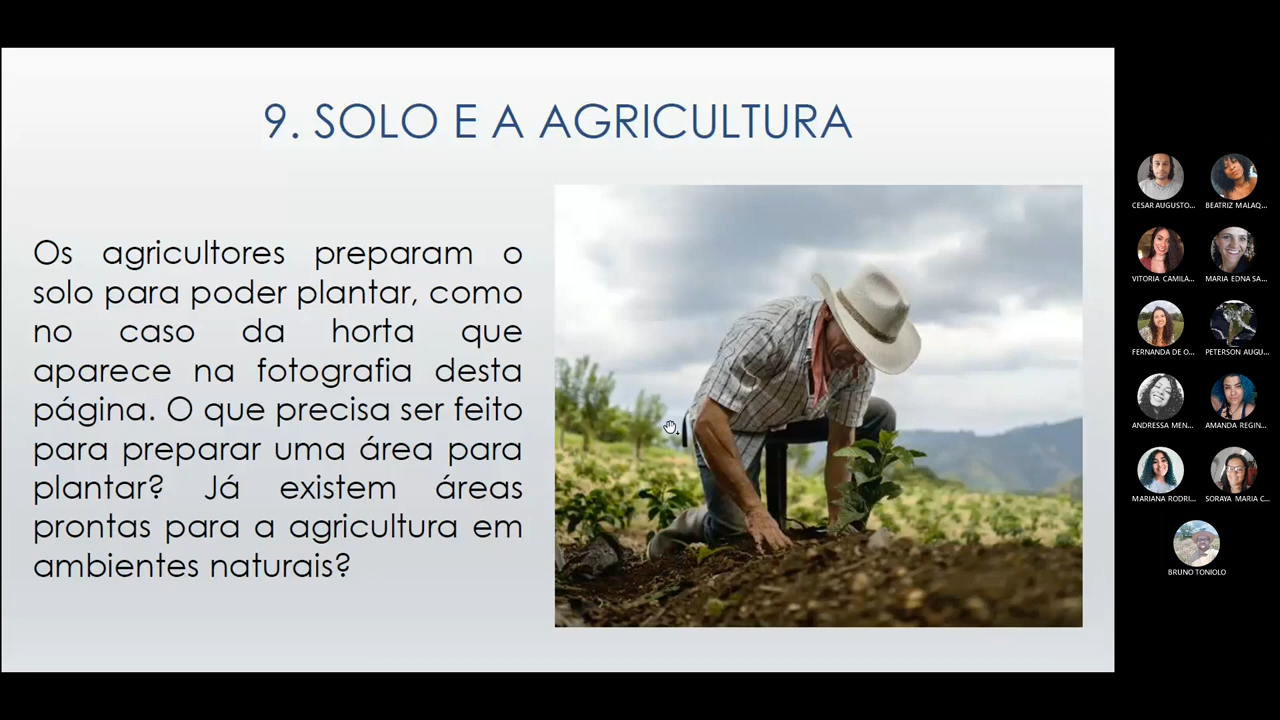 9. SOLO E A AGRICULTURA
Os agricultores preparam o
solo para poder plantar, como
no caso da horta que
aparece na fotografia desta
página. O que precisa ser feito
para preparar uma área para
plantar? Já existem áreas
prontas para a agricultura em
ambientes naturais?
CESAR AUGUSTO...
BEATRIZ MALAQ...
VITORIA CAMILA...
MARIA EDNA SA...
FERNANDA DE O...
PETERSON AUGU...
ANDRESSA MEN...
AMANDA REGIN...
MARIANA RODRI...
SORAYA MARIA C...
BRUNO TONIOLO